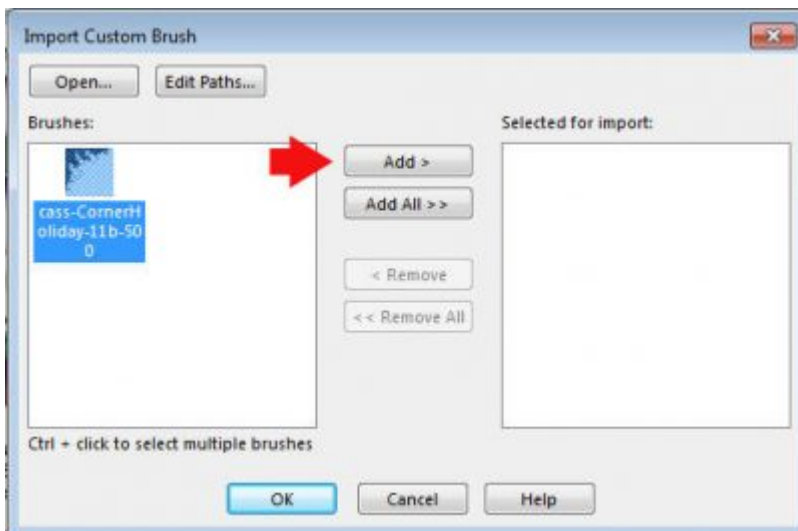 Import Custom Brush
Open...
Edit Paths...
Brushes:
Selected for import:
cass-CornerH
oliday-11b-50
0
Add >
Add All >>
< Remove
<< Remove All
Ctrl + click to select multiple brushes
OK
Cancel
Help